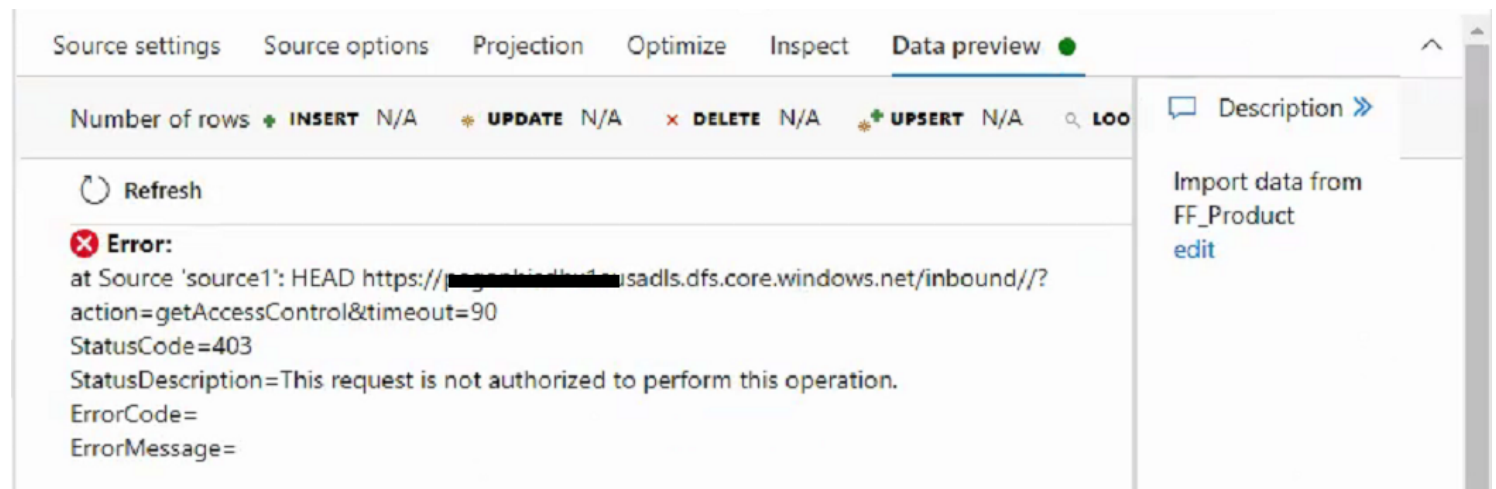 Source settings Source options Projection Optimize Inspect Data preview
Number of rows INSERT N/A UPDATE N/A DELETE N/A UPSERT N/A LOO
Description
Refresh
Import data from
FF_Product
edit
Error:
at Source 'source1': HEAD https://usadls.dfs.core.windows.net/inbound//?
action=getAccessControl&timeout=90
StatusCode=403
StatusDescription=This request is not authorized to perform this operation.
ErrorCode=
ErrorMessage=